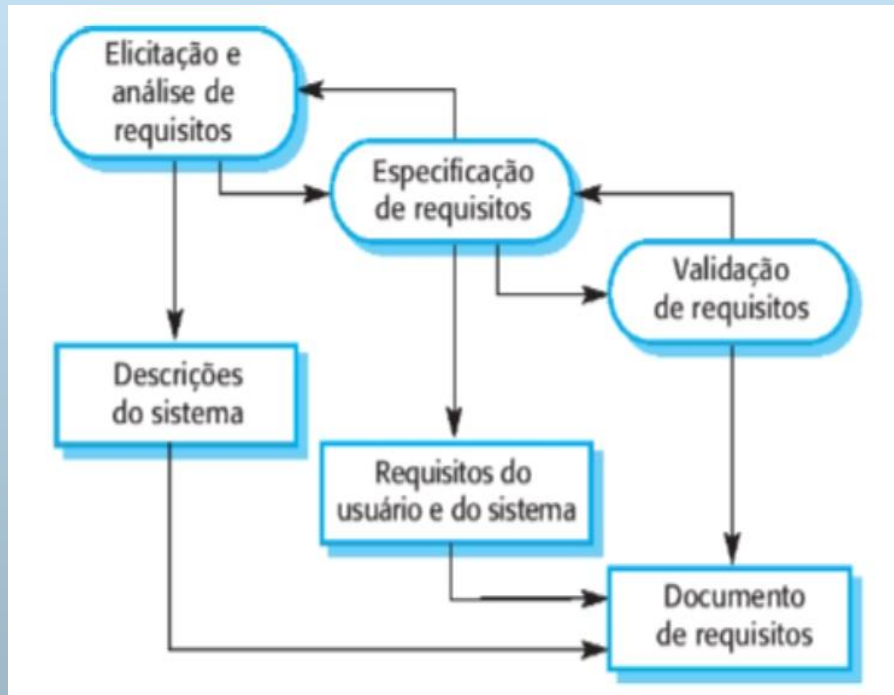 Elicitação e
análise de
requisitos
Especificação
de requisitos
Validação
de requisitos
Descrições
do sistema
Requisitos do
usuário e do sistema
Documento
de requisitos